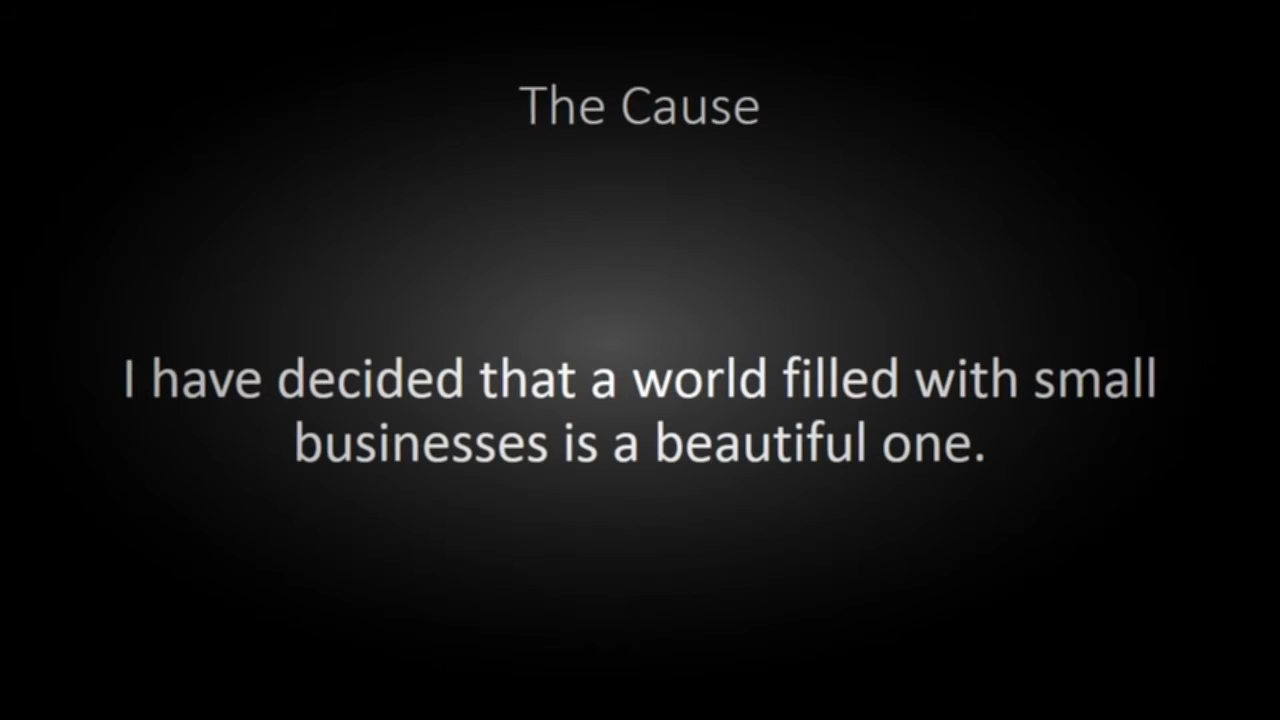 The Cause
I have decided that a world filled with small
businesses is a beautiful one.